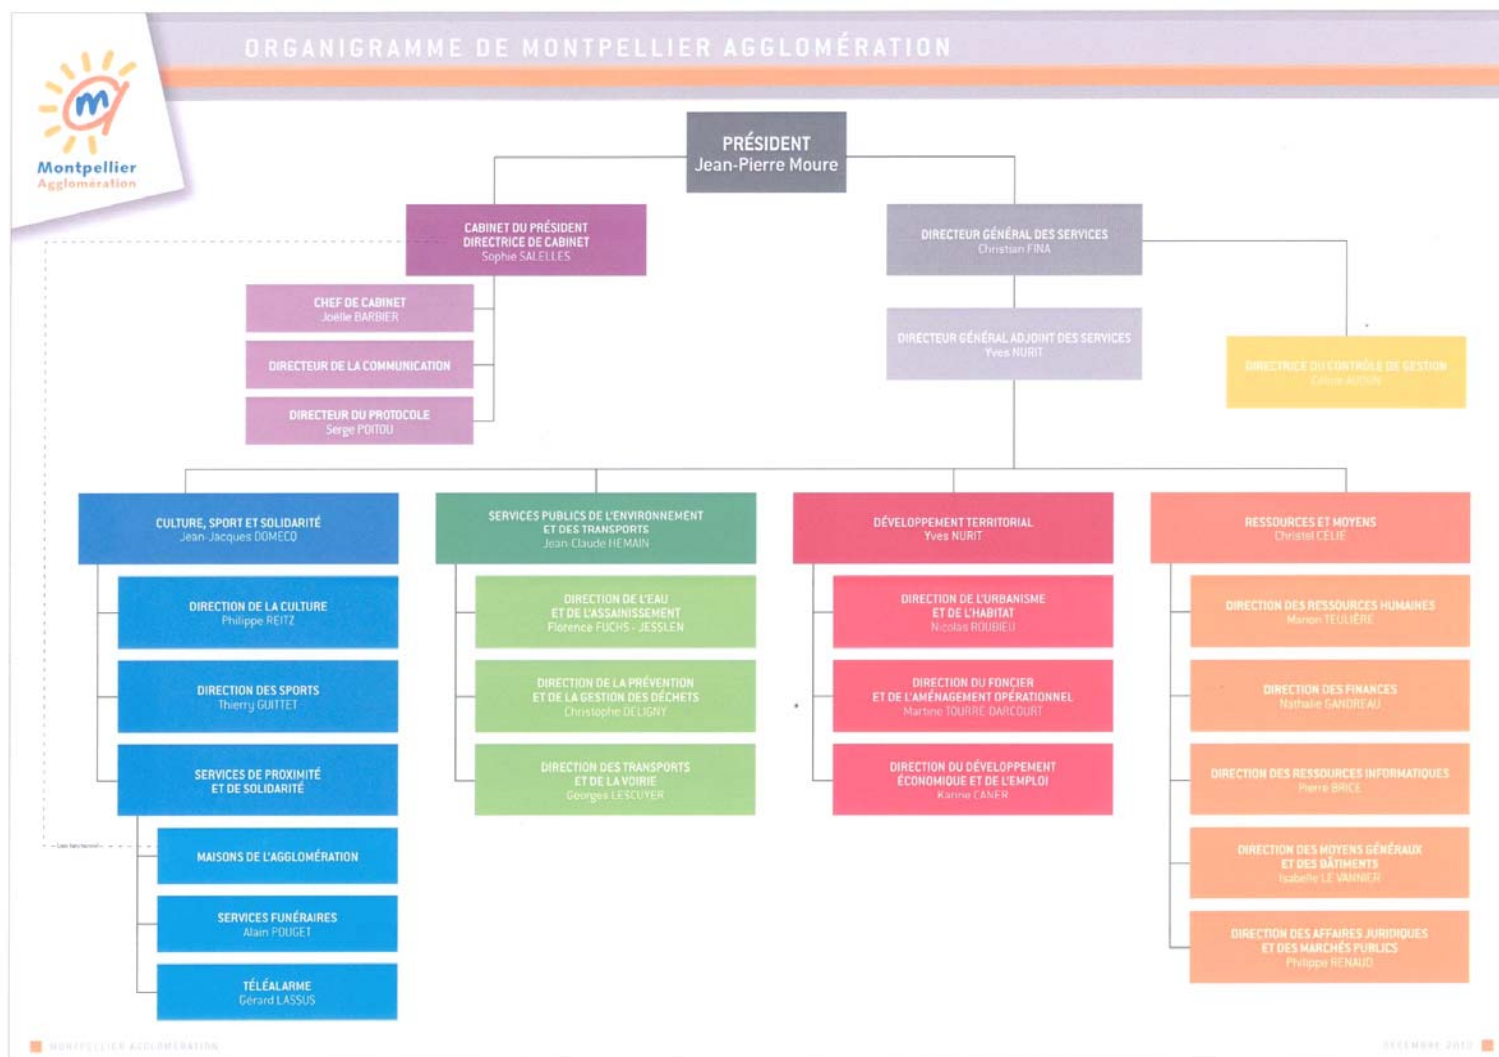 ORGANIGRAMME DE MONTPELLIER AGGLOMÉRATION
m
Montpellier
Agglomération
PRÉSIDENT
Jean-Pierre Moure
CABINET DU PRÉSIDENT
DIRECTRICE DE CABINET
Sophie SALELLES
DIRECTEUR GÉNÉRAL DES SERVICES
Christian FINA
CHEF DE CABINET
Joëlle BARBIER
DIRECTEUR DE LA COMMUNICATION
DIRECTEUR DU PROTOCOLE
Serge POITOU
DIRECTEUR GÉNÉRAL ADJOINT DES SERVICES
Yves NURIT
DIRECTRICE DU CONTRÔLE DE GESTION
CULTURE, SPORT ET SOLIDARITÉ
Jean-Jacques DOMECQ
DIRECTION DE LA CULTURE
Philippe REITZ
DIRECTION DES SPORTS
Thierry GUITTET
SERVICES DE PROXIMITÉ
ET DE SOLIDARITÉ
MAISONS DE L'AGGLOMÉRATION
SERVICES FUNÉRAIRES
Alain POUGET
TÉLÉALARME
Gérard LASSUS
SERVICES PUBLICS DE L'ENVIRONNEMENT
ET DES TRANSPORTS
Jean-Claude HEMAIN
DIRECTION DE L'EAU
ET DE L'ASSAINISSEMENT
Florence FUCHS - JESSLEN
DIRECTION DE LA PRÉVENTION
ET DE LA GESTION DES DÉCHETS
Christophe DELIGNY
DIRECTION DES TRANSPORTS
ET DE LA VOIRIE
Georges LESCUYER
DÉVELOPPEMENT TERRITORIAL
Yves NURIT
DIRECTION DE L'URBANISME
ET DE L'HABITAT
Nicolas ROUBIEU
DIRECTION DU FONCIER
ET DE L'AMÉNAGEMENT OPÉRATIONNEL
Martine TOURRÉ-DARCOURT
DIRECTION DU DÉVELOPPEMENT
ÉCONOMIQUE ET DE L'EMPLOI
Karine CANER
RESSOURCES ET MOYENS
Christel CÉLIÉ
DIRECTION DES RESSOURCES HUMAINES
Marion TEULIÈRE
DIRECTION DES FINANCES
Nathalie GANDREAU
DIRECTION DES RESSOURCES INFORMATIQUES
Pierre BRICE
DIRECTION DES MOYENS GÉNÉRAUX
ET DES BÂTIMENTS
Isabelle LE VANNIER
DIRECTION DES AFFAIRES JURIDIQUES
ET DES MARCHÉS PUBLICS
Philippe RENAUD
MONTPELLIER AGGLOMÉRATION
DÉCEMBRE 2010